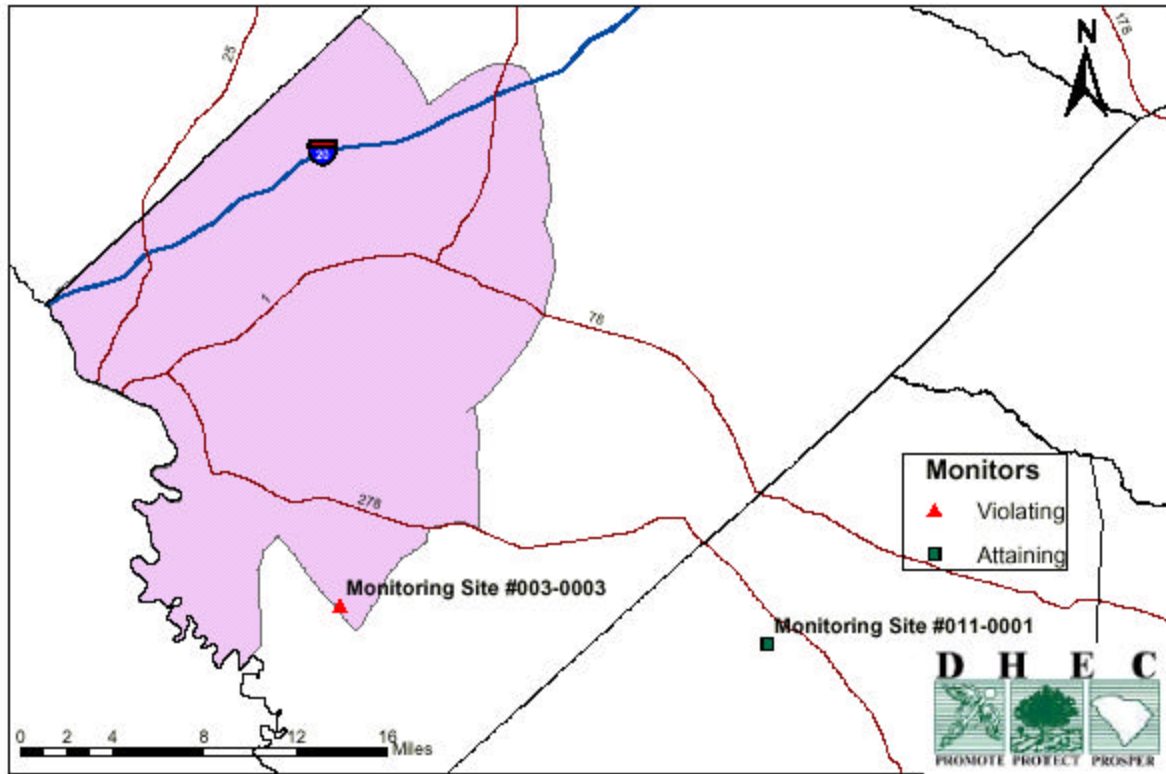 25
178
N
20
1
78
Monitors
Violating
278
Attaining
Monitoring Site #003-0003
Monitoring Site #011-0001
D H E C
0 2 4 8 12 16
Miles
PROMOTE PROTECT PROSPER